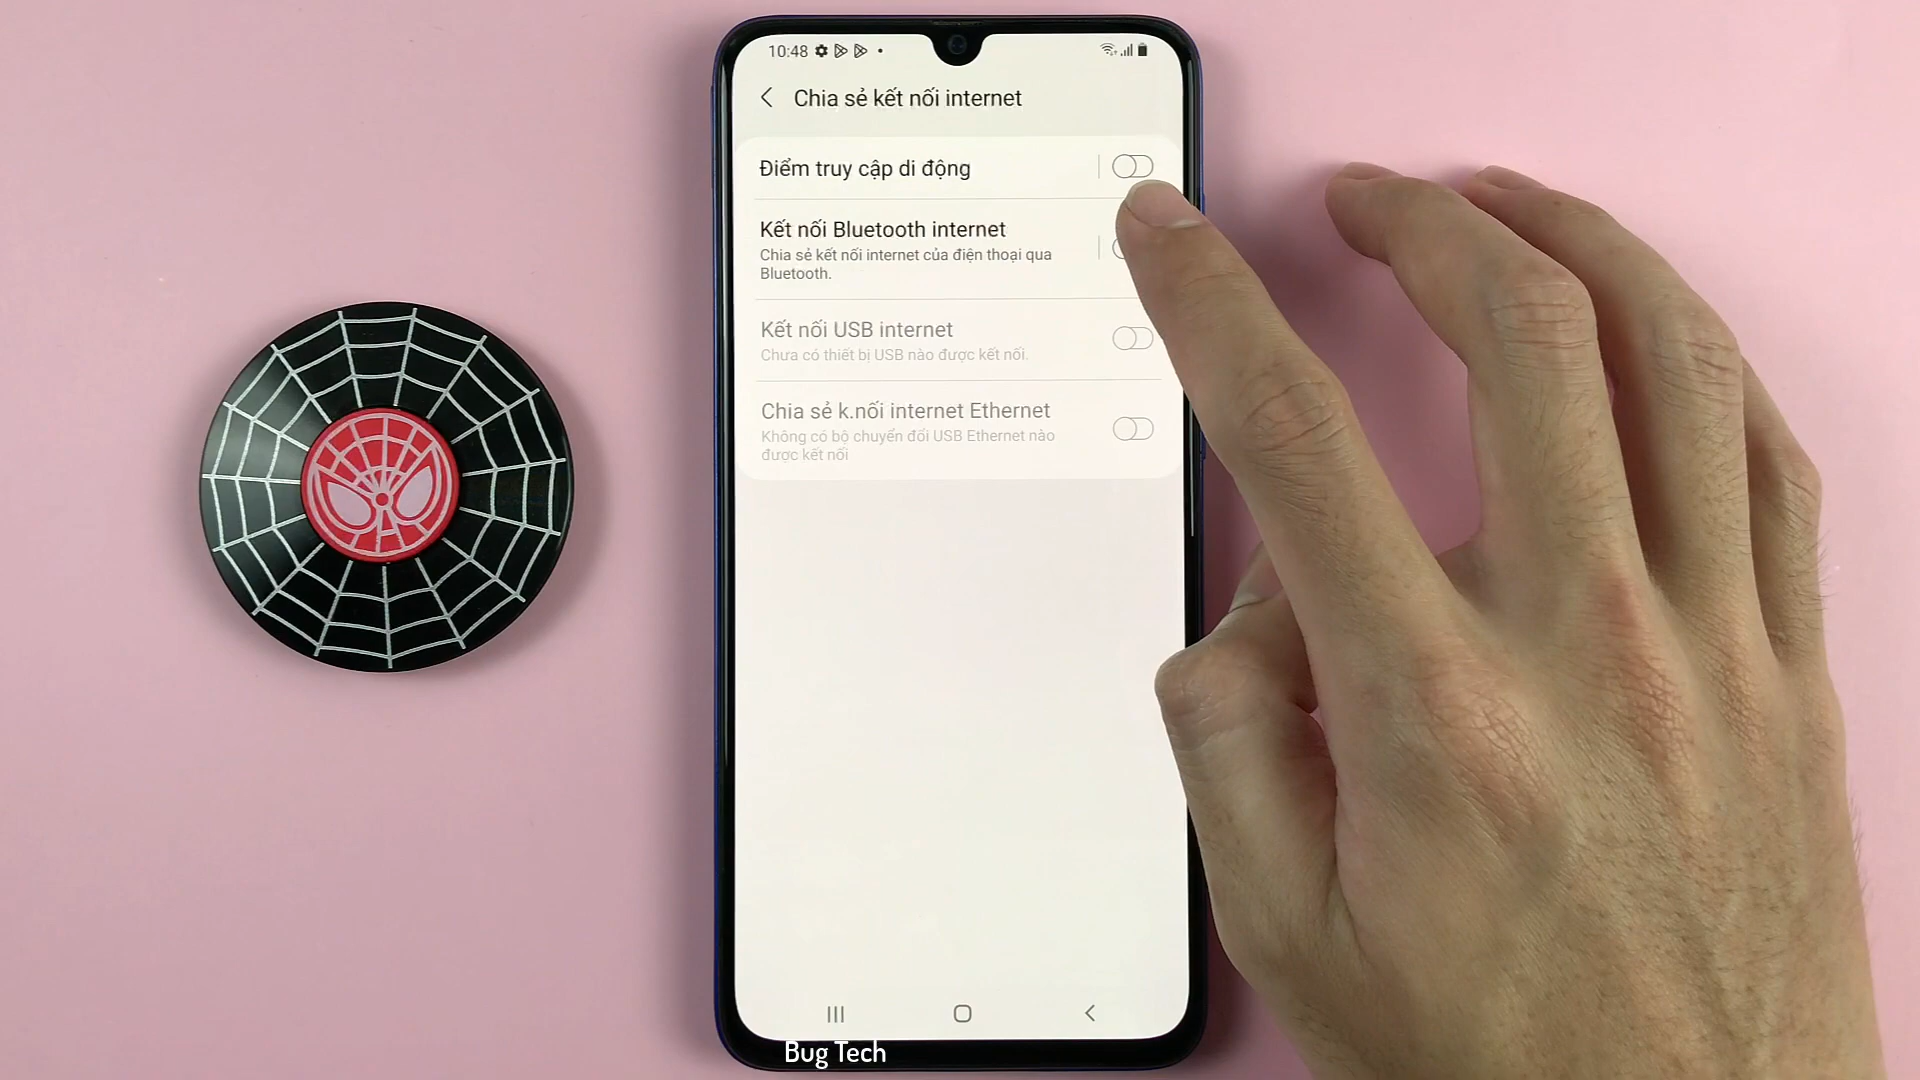 10:48
Chia sẻ kết nối internet
Điểm truy cập di động
Kết nối Bluetooth internet
Chia sẻ kết nối internet của điện thoại qua
Bluetooth.
Kết nối USB internet
Chưa có thiết bị USB nào được kết nối.
Chia sẻ k.nối internet Ethernet
Không có bộ chuyển đổi USB Ethernet nào
được kết nối
Bug Tech